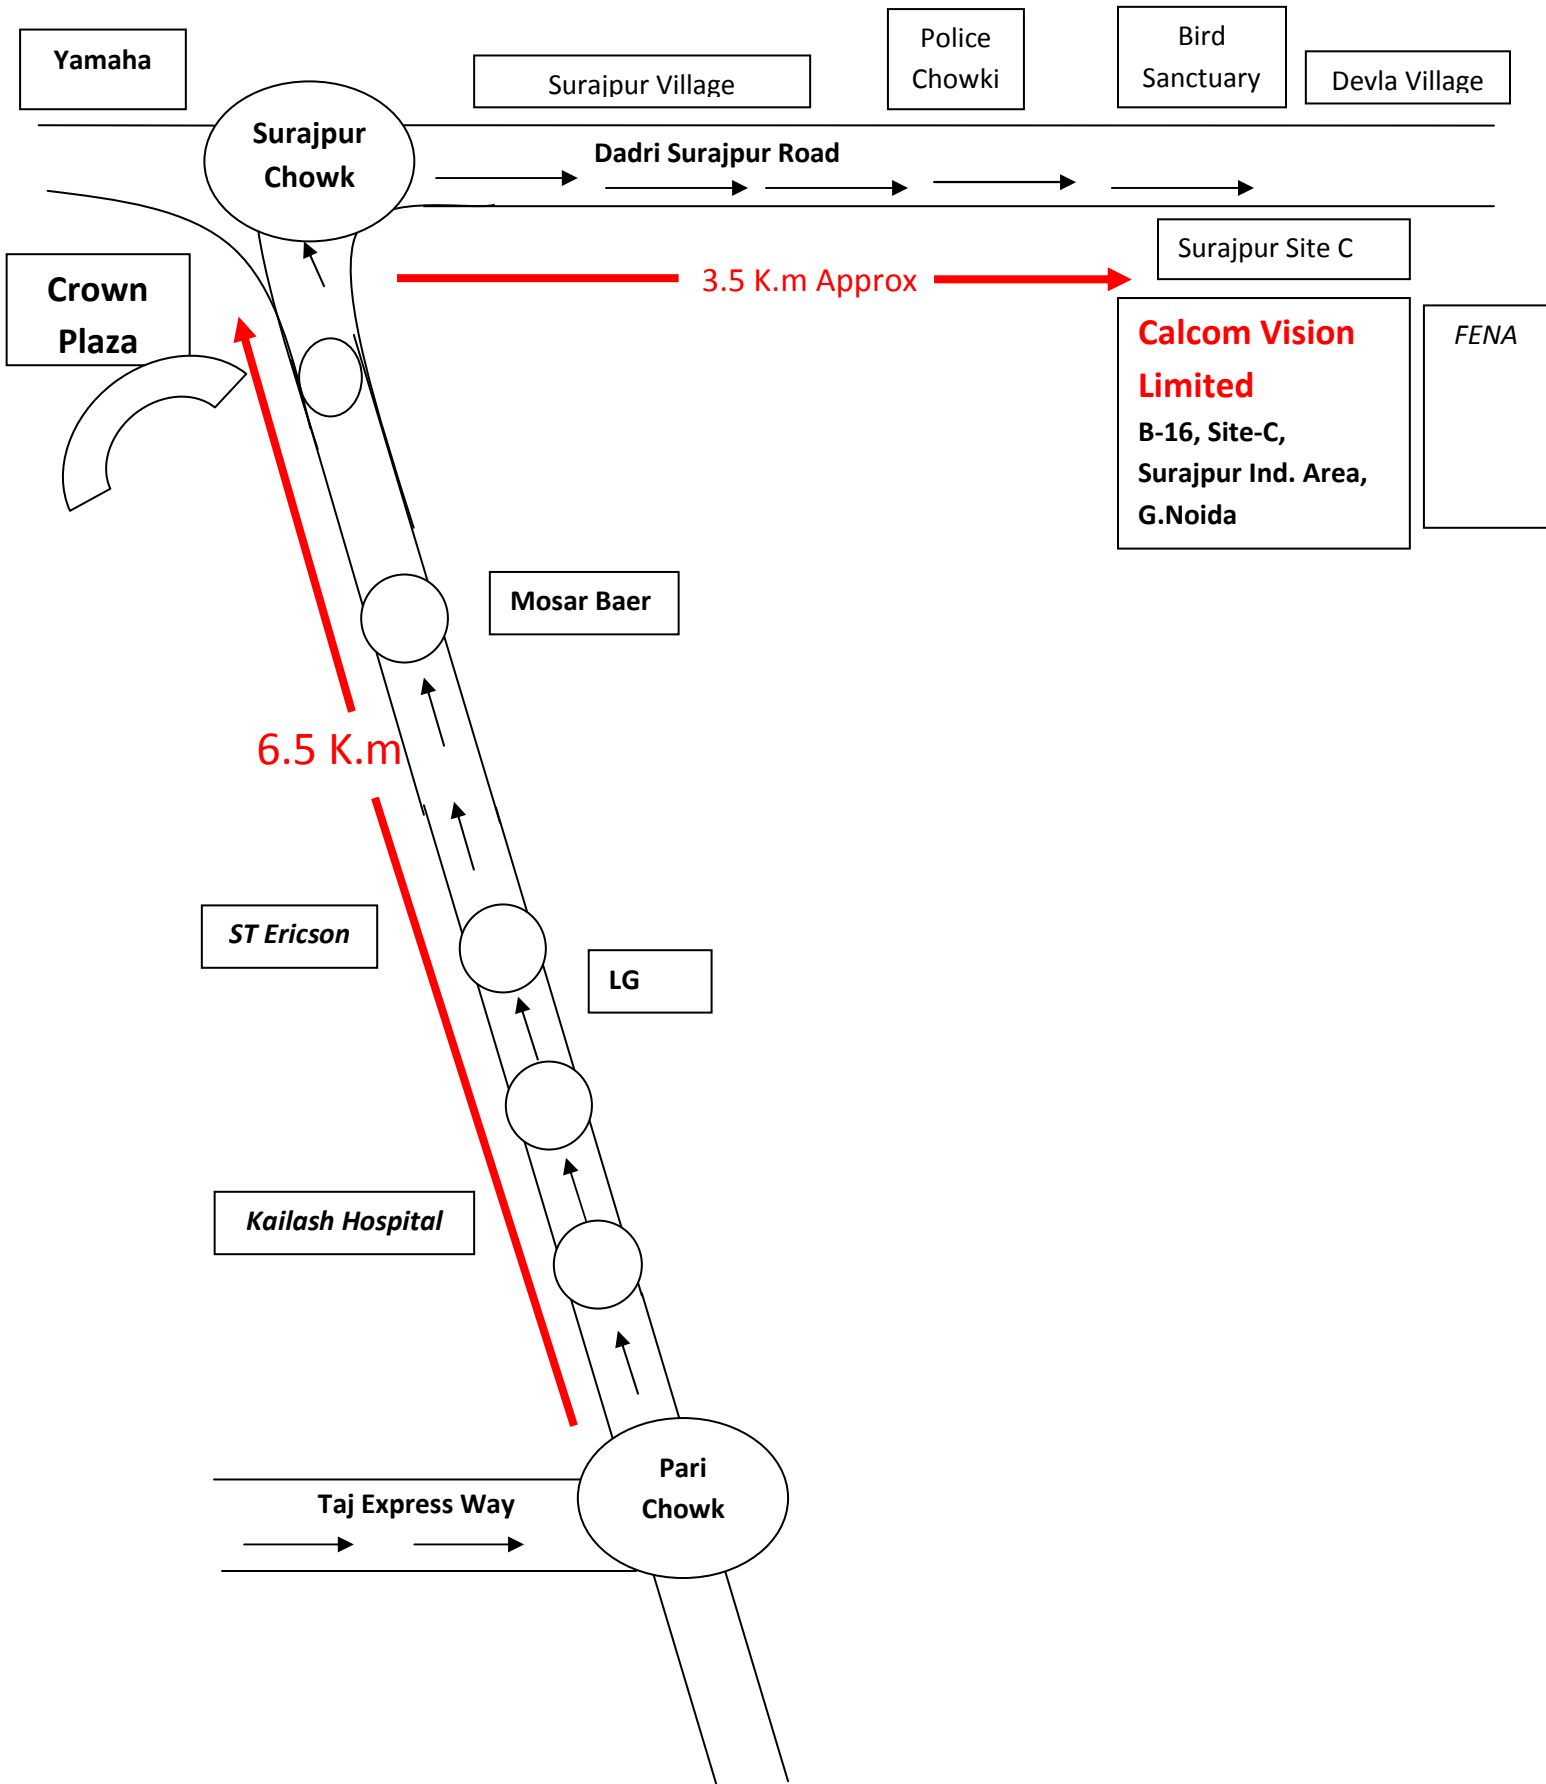 Yamaha
Surajpur Village
Police
Chowki
Bird
Sanctuary
Devla Village
Surajpur
Chowk
Dadri Surajpur Road
Surajpur Site C
3.5 K.m Approx
Crown
Plaza
Calcom Vision
Limited
B-16, Site-C,
Surajpur Ind. Area,
G.Noida
FENA
Mosar Baer
6.5 K.m
ST Ericson
LG
Kailash Hospital
Pari
Chowk
Taj Express Way